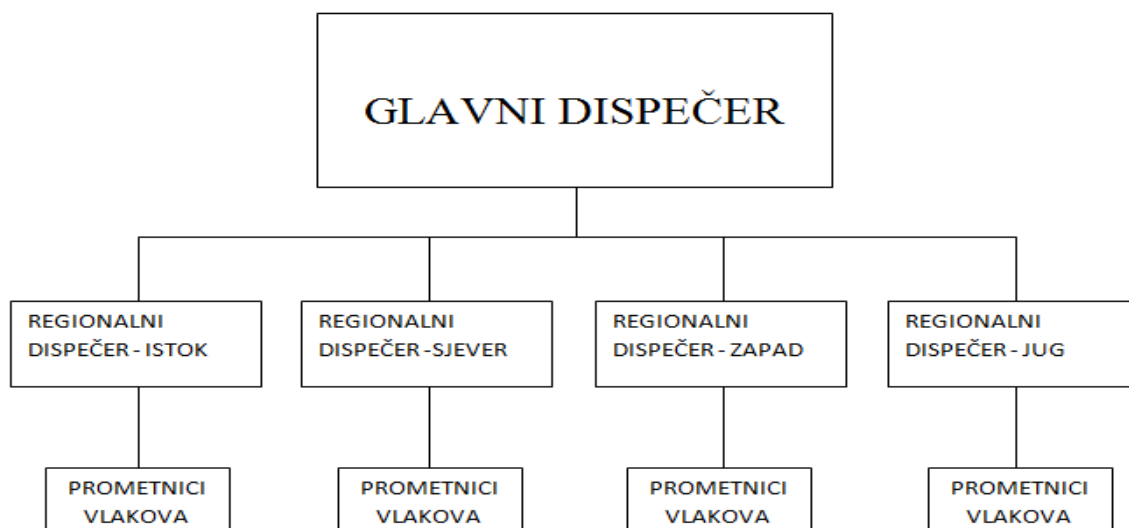 GLAVNI DISPEČER
REGIONALNI
DISPEČER - ISTOK
REGIONALNI
DISPEČER -SJEVER
REGIONALNI
DISPEČER - ZAPAD
REGIONALNI
DISPEČER - JUG
PROMETNICI
VLAKOVA
PROMETNICI
VLAKOVA
PROMETNICI
VLAKOVA
PROMETNICI
VLAKOVA